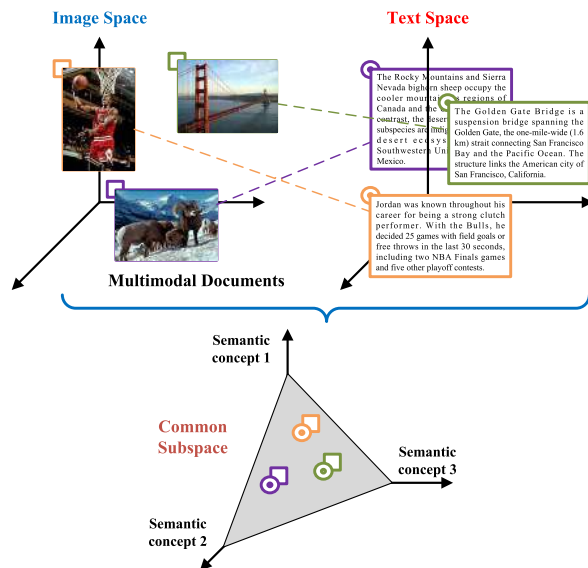 Image Space
Text Space
The Rocky Mountains and Sierra
Nevada bighorn sheep occupy the
cooler regions of
Canada and the
contrast, the
subspecies are
desert
Southwestern
Mexico.
The Golden Gate Bridge is a
suspension bridge spanning the
Golden Gate, the one-mile-wide (1.6
km) strait connecting San Francisco
Bay and the Pacific Ocean. The
structure links the American city of
San Francisco, California.
Jordan was known throughout his
career for being a strong clutch
performer. With the Bulls, he
decided 25 games with field goals or
free throws in the last 30 seconds,
including two NBA Finals games
and five other playoff contests.
Multimodal Documents
Semantic
concept 1
Common
Subspace
Semantic
concept 3
Semantic
concept 2